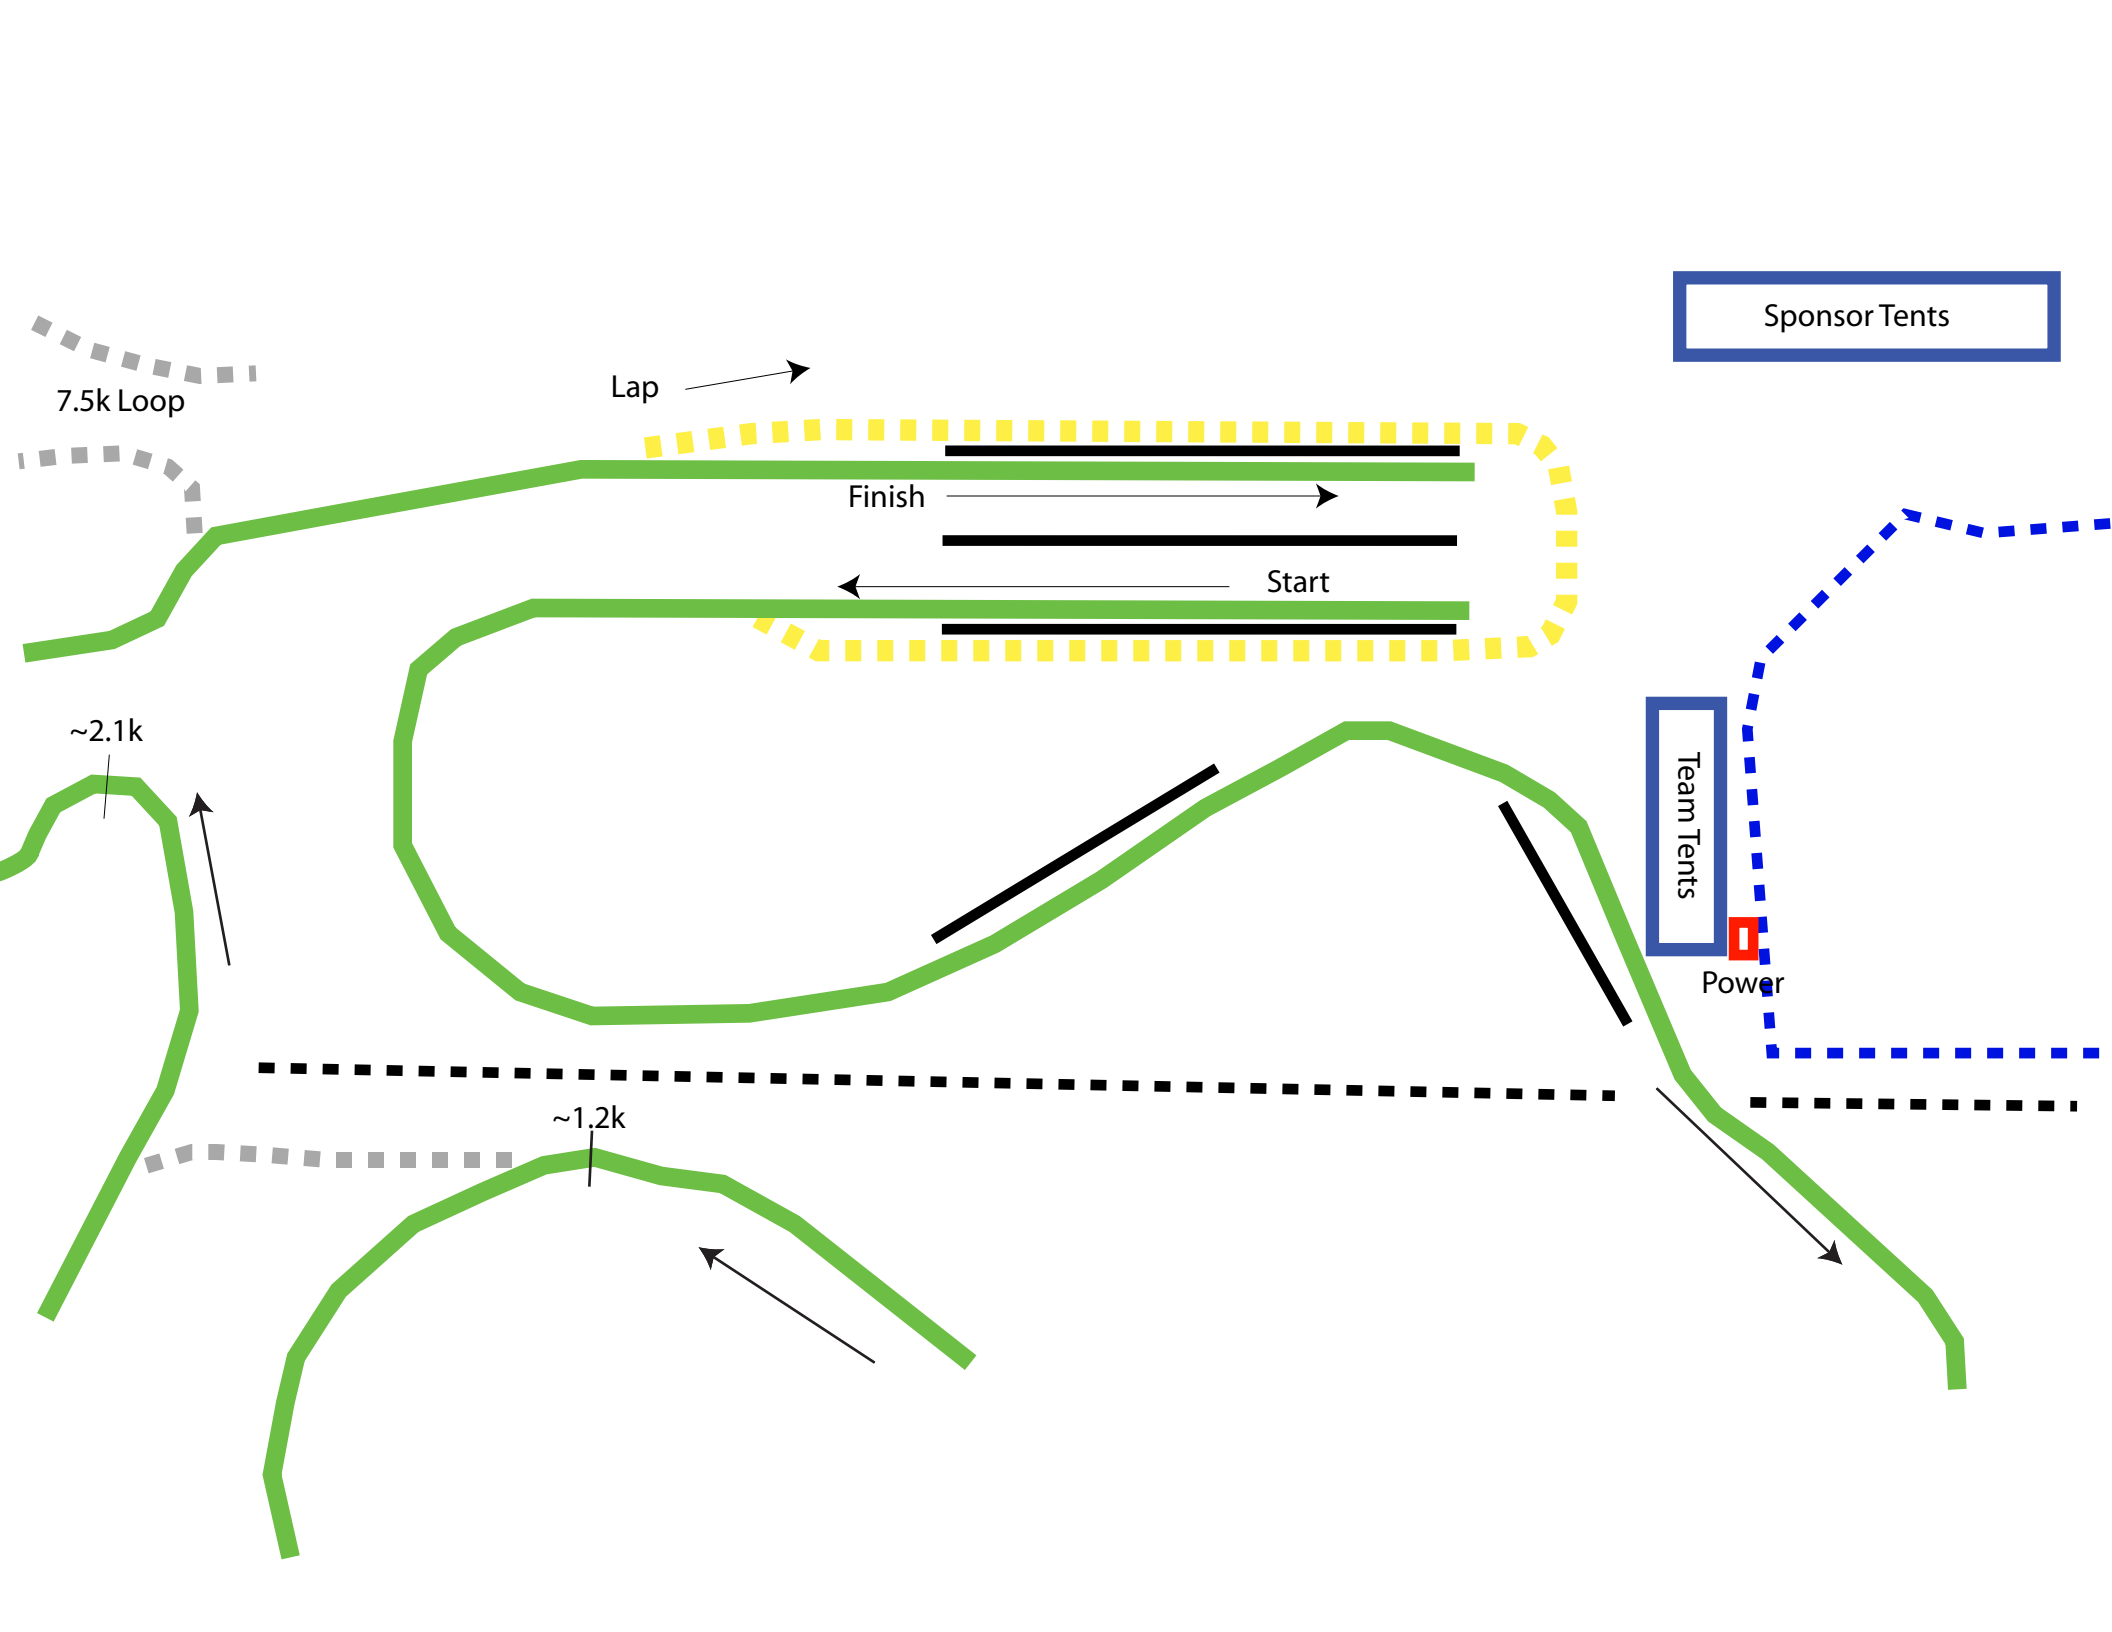 Sponsor Tents
Lap
7.5k Loop
Finish
Start
~2.1k
Team Tents
Power
~1.2k